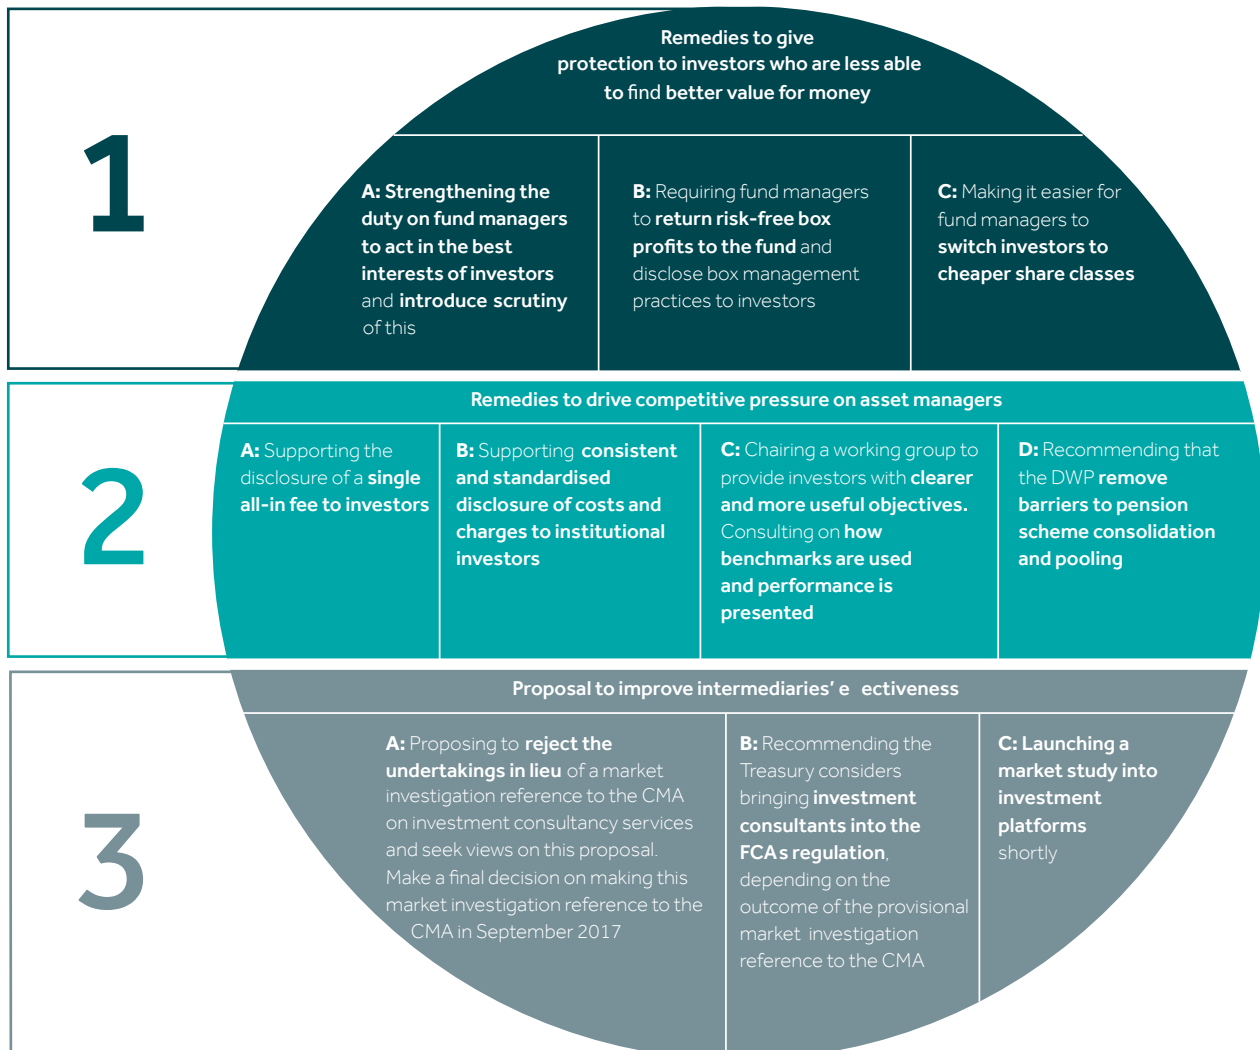 1
Remedies to give
protection to investors who are less able
to find better value for money
A: Strengthening the
duty on fund managers
to act in the best
interests of investors
and introduce scrutiny
of this
B: Requiring fund managers
to return risk-free box
profits to the fund and
disclose box management
practices to investors
C: Making it easier for
fund managers to
switch investors to
cheaper share classes
2
Remedies to drive competitive pressure on asset managers
A: Supporting the
disclosure of a single
all-in fee to investors
B: Supporting consistent
and standardised
disclosure of costs and
charges to institutional
investors
C: Chairing a working group to
provide investors with clearer
and more useful objectives.
Consulting on how
benchmarks are used
and performance is
presented
D: Recommending that
the DWP remove
barriers to pension
scheme consolidation
and pooling
3
Proposal to improve intermediaries’ e ectiveness
A: Proposing to reject the
undertakings in lieu of a market
investigation reference to the CMA
on investment consultancy services
and seek views on this proposal.
Make a final decision on making this
market investigation reference to the
CMA in September 2017
B: Recommending the
Treasury considers
bringing investment
consultants into the
FCAs regulation,
depending on the
outcome of the provisional
market investigation
reference to the CMA
C: Launching a
market study into
investment
platforms
shortly